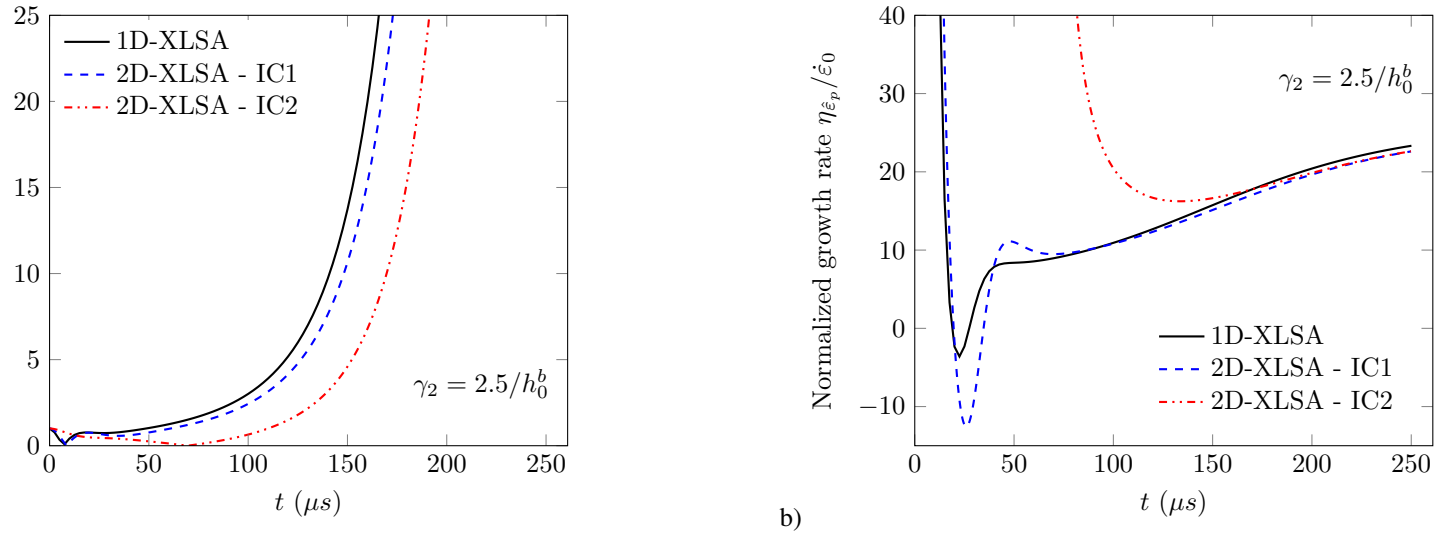 25
20
15
10
5
0
1D-XLSA
2D-XLSA - IC1
2D-XLSA - IC2
γ₂ = 2.5/h₀ᵇ
0 50 100 150 200 250
t (μs)
b)
Normalized growth rate η_{ε̂_p}/ε̇₀
40
30
20
10
0
−10
γ₂ = 2.5/h₀ᵇ
1D-XLSA
2D-XLSA - IC1
2D-XLSA - IC2
0 50 100 150 200 250
t (μs)